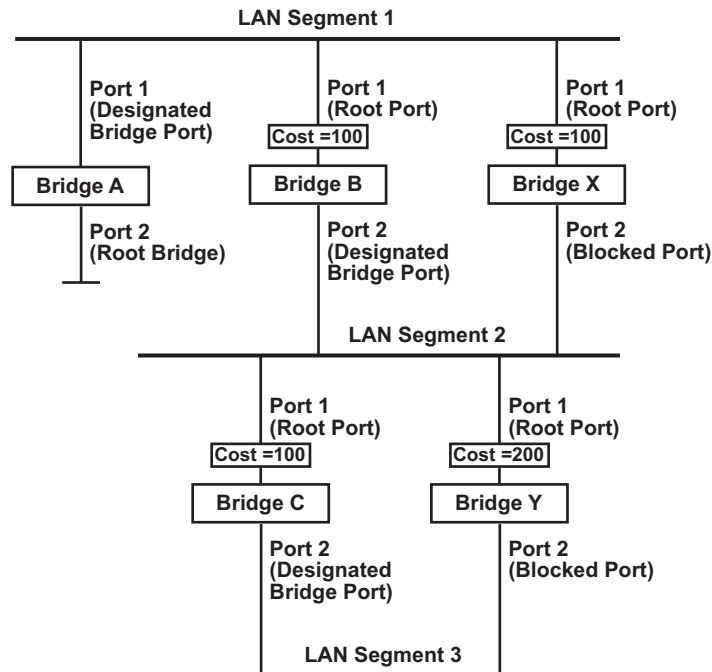 LAN Segment 1
Port 1
(Designated
Bridge Port)
Port 1
(Root Port)
Port 1
(Root Port)
Cost =100
Cost =100
Bridge A
Bridge B
Bridge X
Port 2
(Root Bridge)
Port 2
(Designated
Bridge Port)
Port 2
(Blocked Port)
LAN Segment 2
Port 1
(Root Port)
Port 1
(Root Port)
Cost =100
Cost =200
Bridge C
Bridge Y
Port 2
(Designated
Bridge Port)
Port 2
(Blocked Port)
LAN Segment 3